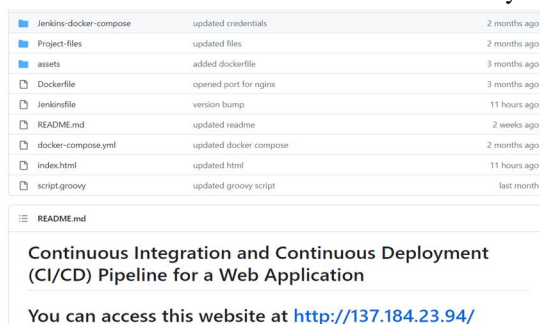 Jenkins-docker-compose updated credentials 2 months ago
Project-files updated files 2 months ago
assets added dockerfile 3 months ago
Dockerfile opened port for nginx 3 months ago
Jenkinsfile version bump 11 hours ago
README.md updated readme 2 weeks ago
docker-compose.yml updated docker compose 2 months ago
index.html updated html 11 hours ago
script.groovy updated groovy script last month
README.md
Continuous Integration and Continuous Deployment
(CI/CD) Pipeline for a Web Application
You can access this website at http://137.184.23.94/